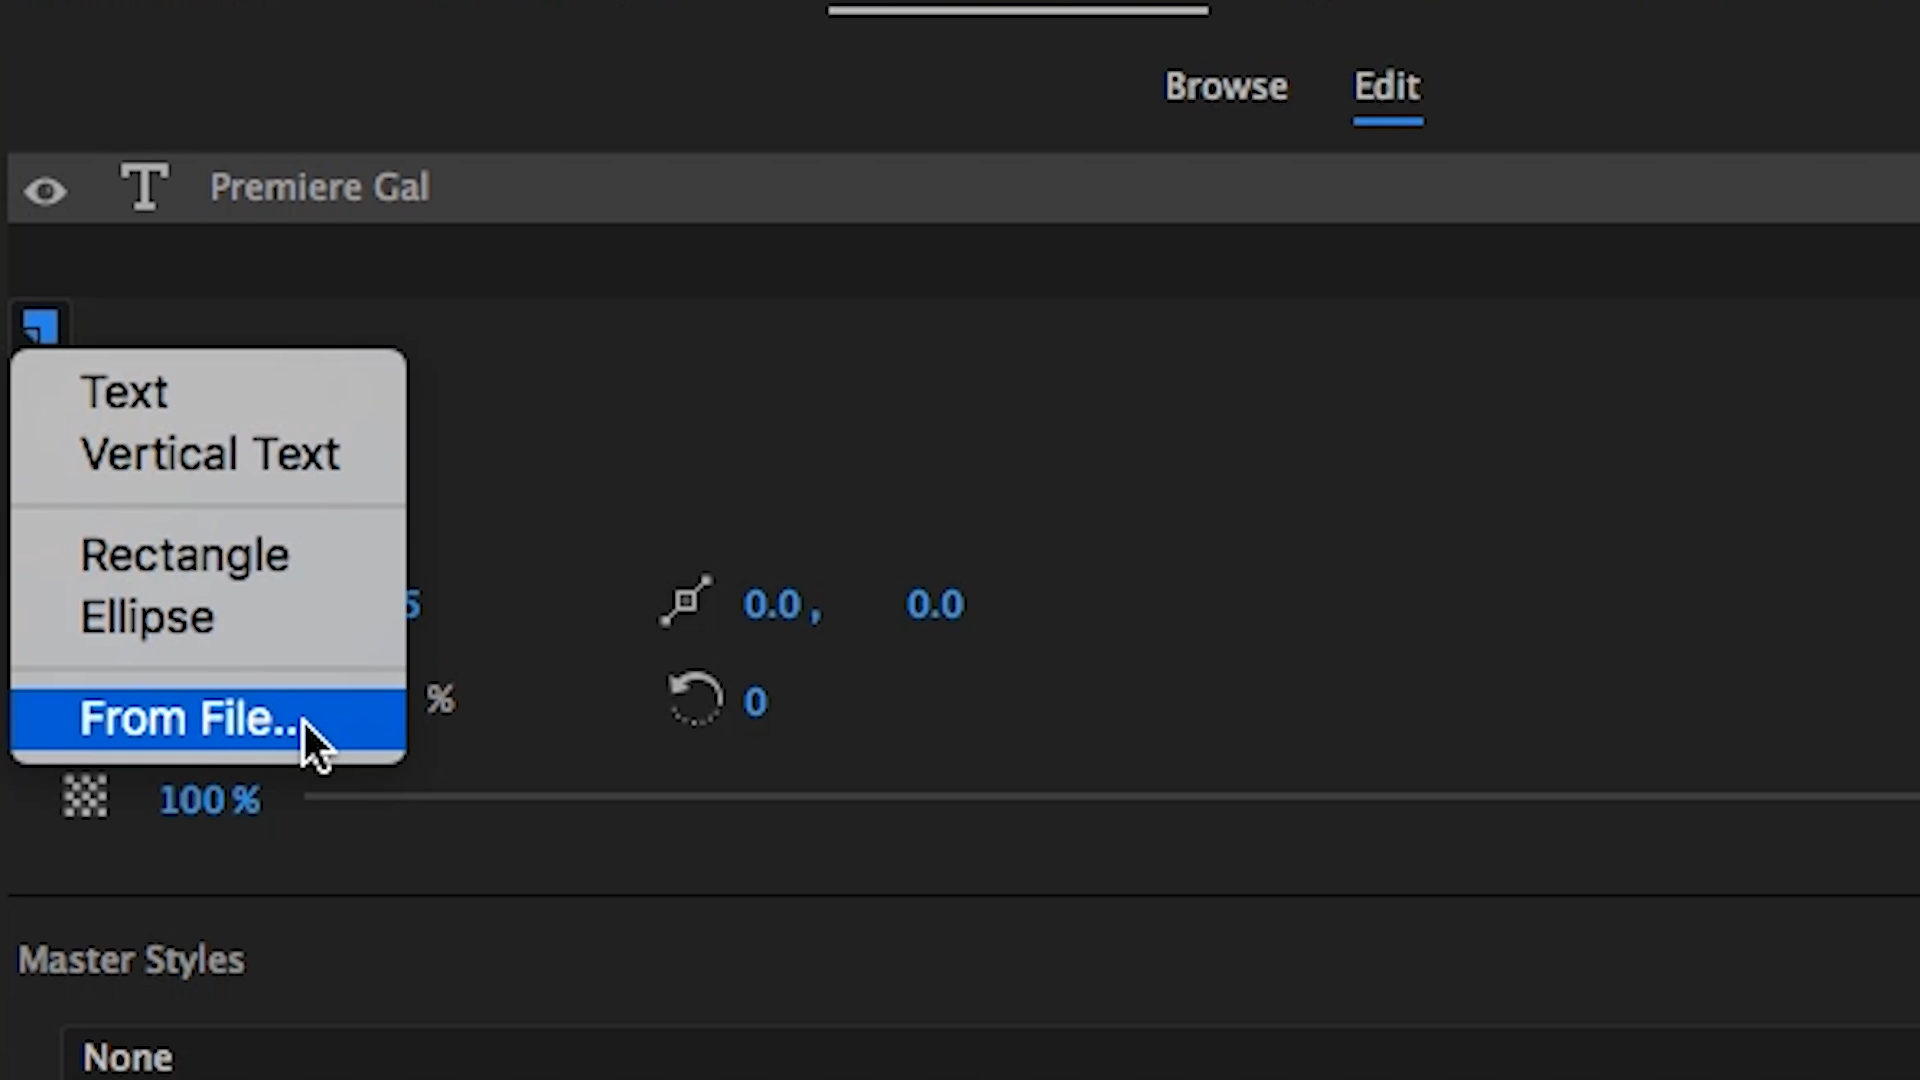 Browse Edit
Premiere Gal
Text
Vertical Text
Rectangle
Ellipse
5 0.0 , 0.0
From File..
% 0
100 %
Master Styles
None